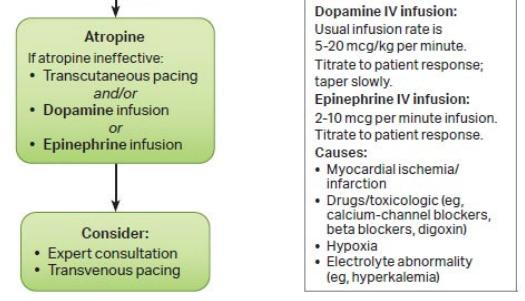 Atropine
If atropine ineffective:
• Transcutaneous pacing
and/or
• Dopamine infusion
or
• Epinephrine infusion
Consider:
• Expert consultation
• Transvenous pacing
Dopamine IV infusion:
Usual infusion rate is
5-20 mcg/kg per minute.
Titrate to patient response;
taper slowly.
Epinephrine IV infusion:
2-10 mcg per minute infusion.
Titrate to patient response.
Causes:
• Myocardial ischemia/
infarction
• Drugs/toxicologic (eg,
calcium-channel blockers,
beta blockers, digoxin)
• Hypoxia
• Electrolyte abnormality
(eg, hyperkalemia)